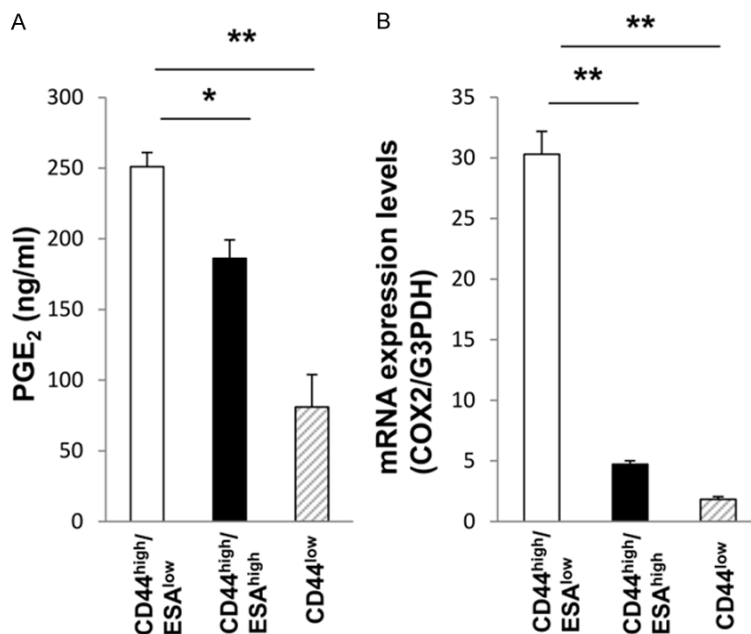 A
B
**
*
**
**
300
250
200
150
100
50
0
PGE₂ (ng/ml)
CD44ʰⁱᵍʰ/
ESAˡᵒʷ
CD44ʰⁱᵍʰ/
ESAʰⁱᵍʰ
CD44ˡᵒʷ
35
30
25
20
15
10
5
0
mRNA expression levels
(COX2/G3PDH)
CD44ʰⁱᵍʰ/
ESAˡᵒʷ
CD44ʰⁱᵍʰ/
ESAʰⁱᵍʰ
CD44ˡᵒʷ